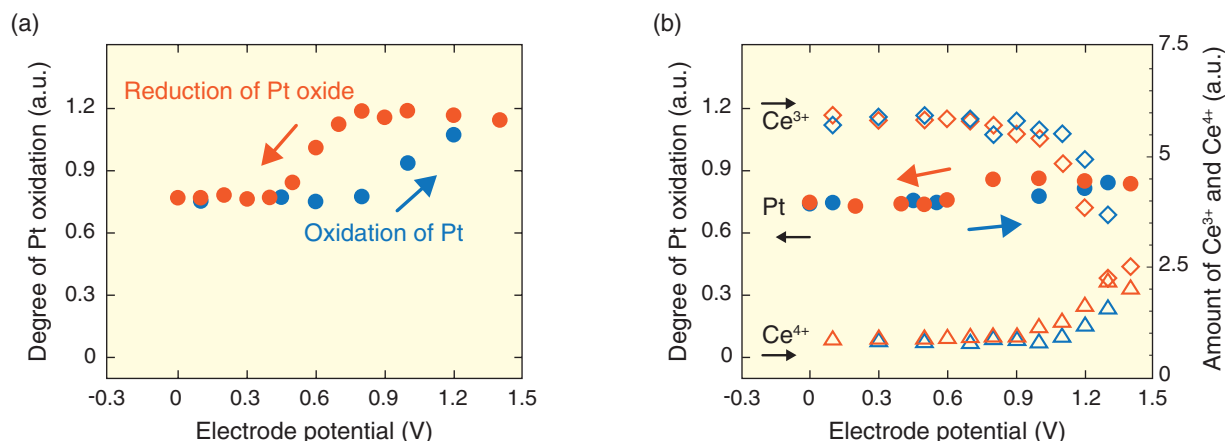 (a)
Degree of Pt oxidation (a.u.)
1.2
0.9
0.6
0.3
0
Reduction of Pt oxide
Oxidation of Pt
-0.3 0 0.3 0.6 0.9 1.2 1.5
Electrode potential (V)
(b)
Degree of Pt oxidation (a.u.)
1.2
0.9
0.6
0.3
0
Ce³⁺
Pt
Ce⁴⁺
7.5
5
2.5
0
Amount of Ce³⁺ and Ce⁴⁺ (a.u.)
-0.3 0 0.3 0.6 0.9 1.2 1.5
Electrode potential (V)